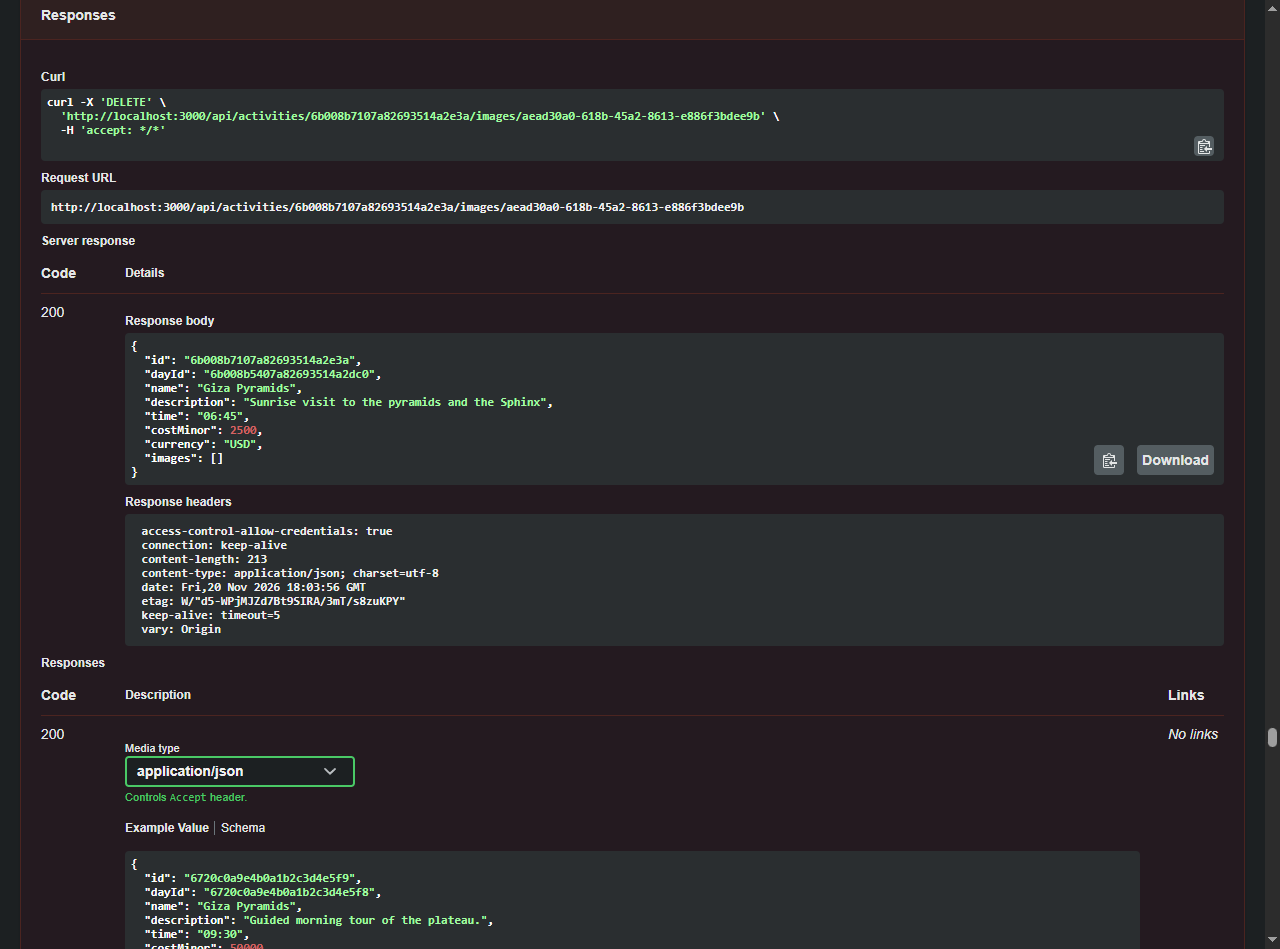 Responses
Curl
curl -X 'DELETE' \
  'http://localhost:3000/api/activities/6b008b7107a82693514a2e3a/images/aead30a0-618b-45a2-8613-e886f3bdee9b' \
  -H 'accept: */*'
Request URL
http://localhost:3000/api/activities/6b008b7107a82693514a2e3a/images/aead30a0-618b-45a2-8613-e886f3bdee9b
Server response
Code Details
200
Response body
{
  "id": "6b008b7107a82693514a2e3a",
  "dayId": "6b008b5407a82693514a2dc0",
  "name": "Giza Pyramids",
  "description": "Sunrise visit to the pyramids and the Sphinx",
  "time": "06:45",
  "costMinor": 2500,
  "currency": "USD",
  "images": []
}
Download
Response headers
access-control-allow-credentials: true
connection: keep-alive
content-length: 213
content-type: application/json; charset=utf-8
date: Fri,20 Nov 2026 18:03:56 GMT
etag: W/"d5-WPjMJZd7Bt9SIRA/3mT/s8zuKPY"
keep-alive: timeout=5
vary: Origin
Responses
Code Description Links
200 No links
Media type
application/json
Controls Accept header.
Example Value Schema
{
  "id": "6720c0a9e4b0a1b2c3d4e5f9",
  "dayId": "6720c0a9e4b0a1b2c3d4e5f8",
  "name": "Giza Pyramids",
  "description": "Guided morning tour of the plateau.",
  "time": "09:30",
  "costMinor": 50000